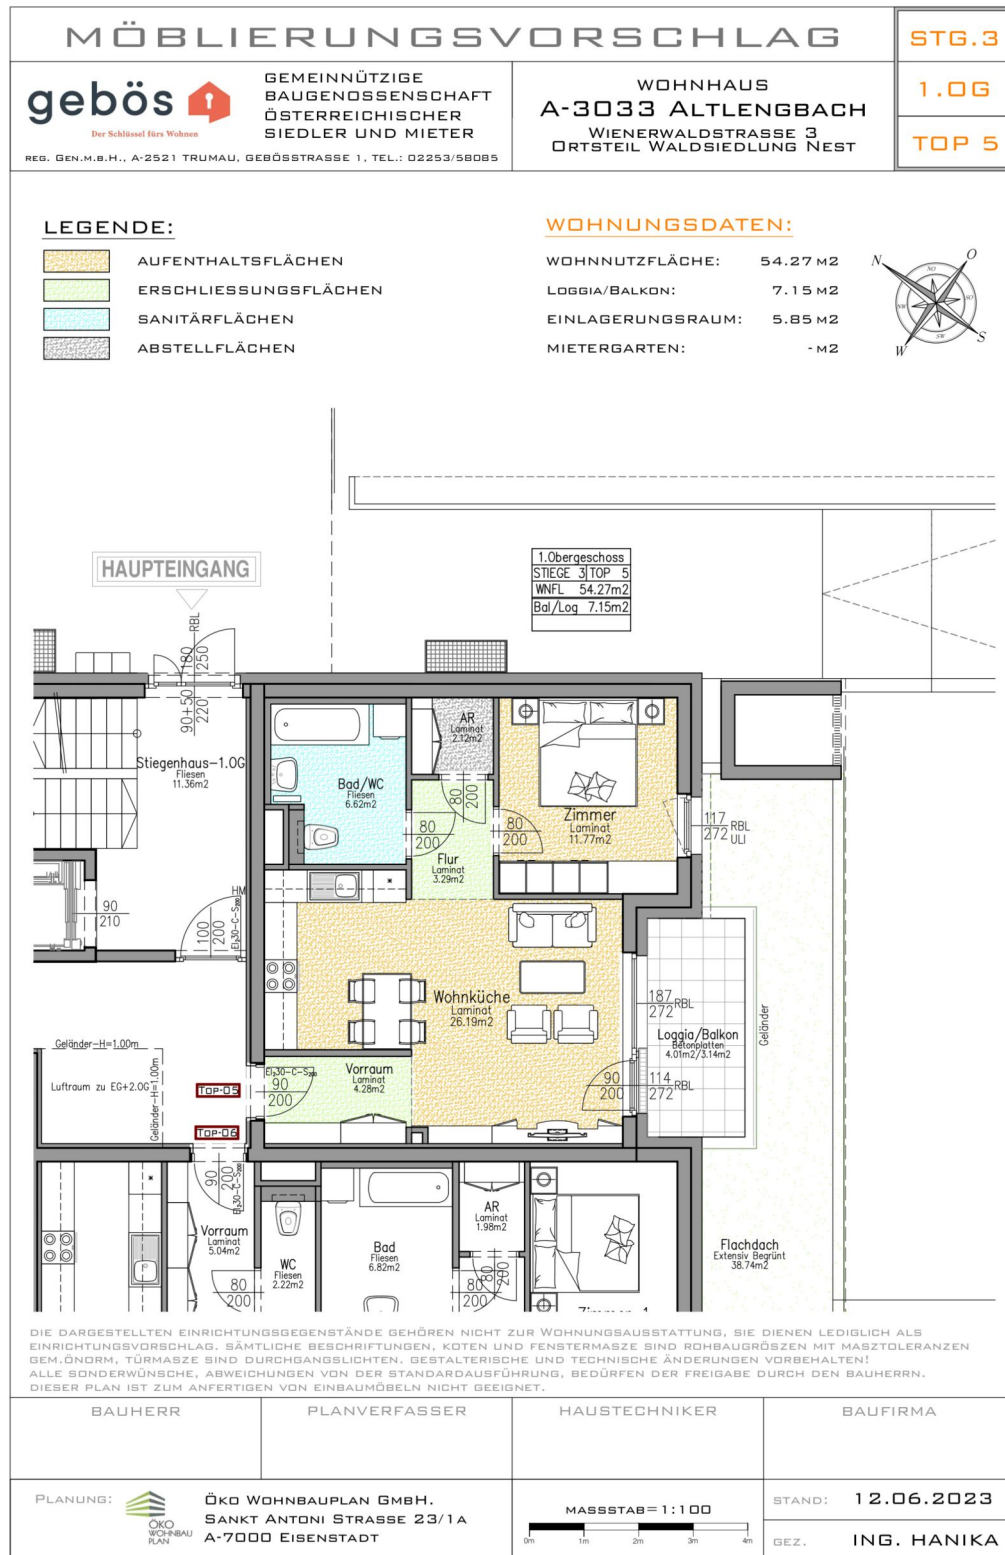 MÖBLIERUNGSVORSCHLAG
STG.3
1.OG
TOP 5
gebös
Der Schlüssel fürs Wohnen
GEMEINNÜTZIGE
BAUGENOSSENSCHAFT
ÖSTERREICHISCHER
SIEDLER UND MIETER
REG. GEN.M.B.H., A-2521 TRUMAU, GEBÖSSTRASSE 1, TEL.: 02253/58085
WOHNHAUS
A-3033 ALTLENGBACH
WIENERWALDSTRASSE 3
ORTSTEIL WALDSIEDLUNG NEST
LEGENDE:
AUFENTHALTSFLÄCHEN
ERSCHLIESSUNGSFLÄCHEN
SANITÄRFLÄCHEN
ABSTELLFLÄCHEN
WOHNUNGSDATEN:
WOHNNUTZFLÄCHE: 54.27 M2
LOGGIA/BALKON: 7.15 M2
EINLAGERUNGSRAUM: 5.85 M2
MIETERGARTEN: - M2
N
O
S
W
NO
SO
SW
NW
HAUPTEINGANG
1.Obergeschoss
STIEGE 3 TOP 5
WNFL 54.27m2
Bal/Log 7.15m2
180
250
RBL
90+50
220
Stiegenhaus-1.OG
Fliesen
11.36m2
Bad/WC
Fliesen
6.62m2
AR
Laminat
2.12m2
80
200
Zimmer
Laminat
11.77m2
117
272
RBL
ULI
80
200
80
200
Flur
Laminat
3.29m2
HM
90
210
100
200
EI₂30-C-S₂₀₀
Wohnküche
Laminat
26.19m2
187
272
RBL
Loggia/Balkon
Betonplatten
4.01m2/3.14m2
Geländer
Geländer-H=1.00m
Luftraum zu EG+2.OG
Geländer-H=1.00m
TOP-05
TOP-06
EI₂30-C-S₂₀₀
90
200
Vorraum
Laminat
4.28m2
90
200
114
272
RBL
90
200
EI₂30-C-S₂₀₀
Vorraum
Laminat
5.04m2
WC
Fliesen
2.22m2
Bad
Fliesen
6.82m2
AR
Laminat
1.98m2
80
200
80
200
80
200
Flachdach
Extensiv Begrünt
38.74m2
DIE DARGESTELLTEN EINRICHTUNGSGEGENSTÄNDE GEHÖREN NICHT ZUR WOHNUNGSAUSSTATTUNG, SIE DIENEN LEDIGLICH ALS
EINRICHTUNGSVORSCHLAG. SÄMTLICHE BESCHRIFTUNGEN, KOTEN UND FENSTERMASZE SIND ROHBAUGRÖSZEN MIT MASZTOLERANZEN
GEM.ÖNORM, TÜRMASZE SIND DURCHGANGSLICHTEN. GESTALTERISCHE UND TECHNISCHE ÄNDERUNGEN VORBEHALTEN!
ALLE SONDERWÜNSCHE, ABWEICHUNGEN VON DER STANDARDAUSFÜHRUNG, BEDÜRFEN DER FREIGABE DURCH DEN BAUHERRN.
DIESER PLAN IST ZUM ANFERTIGEN VON EINBAUMÖBELN NICHT GEEIGNET.
BAUHERR
PLANVERFASSER
HAUSTECHNIKER
BAUFIRMA
PLANUNG:
ÖKO
WOHNBAU
PLAN
ÖKO WOHNBAUPLAN GMBH.
SANKT ANTONI STRASSE 23/1A
A-7000 EISENSTADT
MASSSTAB=1:100
0m 1m 2m 3m 4m
STAND: 12.06.2023
GEZ. ING. HANIKA